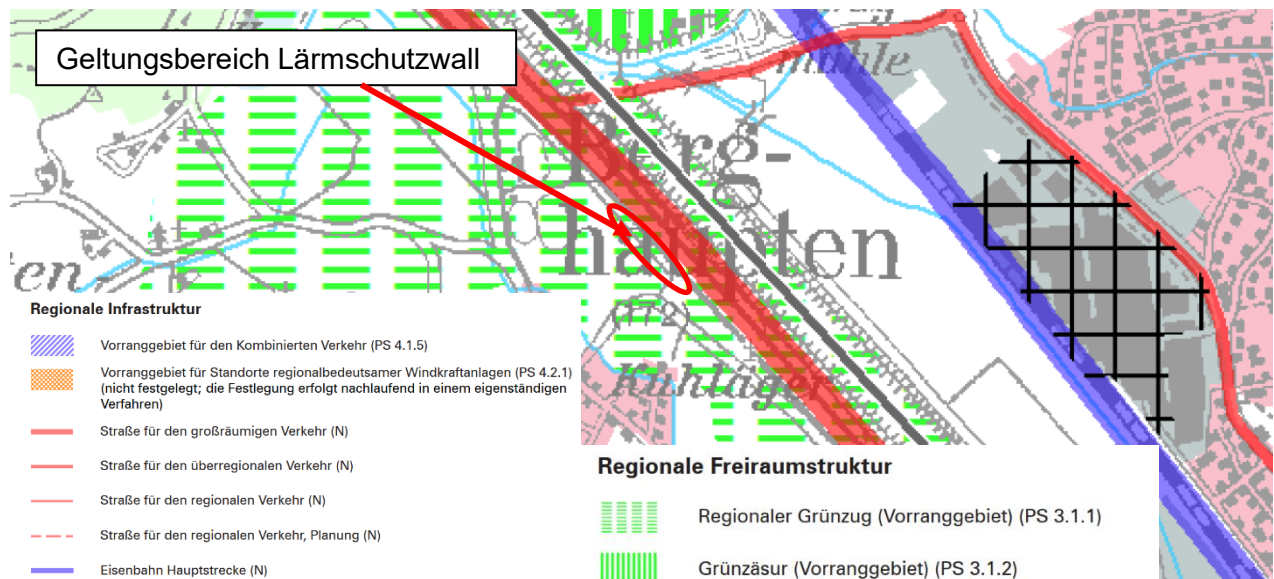 Geltungsbereich Lärmschutzwall
mühle
Berg-
haupten
en
Regionale Infrastruktur
Vorranggebiet für den Kombinierten Verkehr (PS 4.1.5)
Vorranggebiet für Standorte regionalbedeutsamer Windkraftanlagen (PS 4.2.1)
(nicht festgelegt; die Festlegung erfolgt nachlaufend in einem eigenständigen
Verfahren)
Straße für den großräumigen Verkehr (N)
Straße für den überregionalen Verkehr (N)
Straße für den regionalen Verkehr (N)
Straße für den regionalen Verkehr, Planung (N)
Eisenbahn Hauptstrecke (N)
Regionale Freiraumstruktur
Regionaler Grünzug (Vorranggebiet) (PS 3.1.1)
Grünzäsur (Vorranggebiet) (PS 3.1.2)